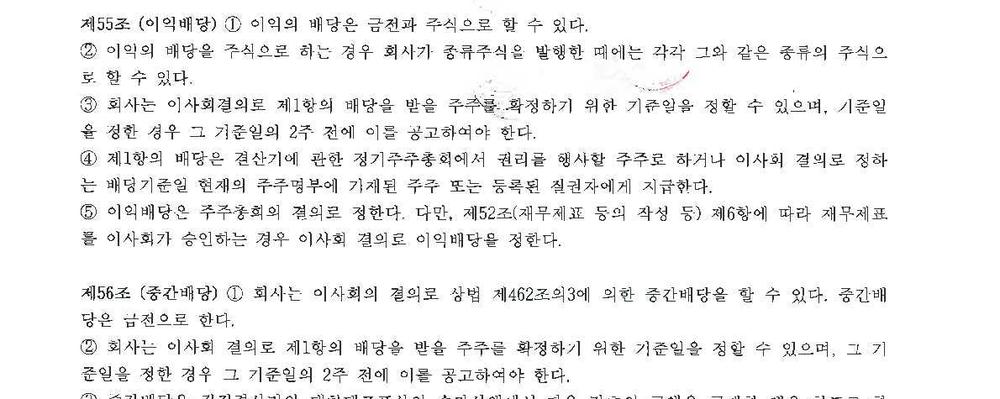 제55조 (이익배당) ① 이익의 배당은 금전과 주식으로 할 수 있다.
② 이익의 배당을 주식으로 하는 경우 회사가 종류주식을 발행한 때에는 각각 그와 같은 종류의 주식으
로 할 수 있다.
③ 회사는 이사회결의로 제1항의 배당을 받을 주주를 확정하기 위한 기준일을 정할 수 있으며, 기준일
을 정한 경우 그 기준일의 2주 전에 이를 공고하여야 한다.
④ 제1항의 배당은 결산기에 관한 정기주주총회에서 권리를 행사할 주주로 하거나 이사회 결의로 정하
는 배당기준일 현재의 주주명부에 기재된 주주 또는 등록된 질권자에게 지급한다.
⑤ 이익배당은 주주총회의 결의로 정한다. 다만, 제52조(재무제표 등의 작성 등) 제6항에 따라 재무제표
를 이사회가 승인하는 경우 이사회 결의로 이익배당을 정한다.
제56조 (중간배당) ① 회사는 이사회의 결의로 상법 제462조의3에 의한 중간배당을 할 수 있다. 중간배
당은 금전으로 한다.
② 회사는 이사회 결의로 제1항의 배당을 받을 주주를 확정하기 위한 기준일을 정할 수 있으며, 그 기
준일을 정한 경우 그 기준일의 2주 전에 이를 공고하여야 한다.